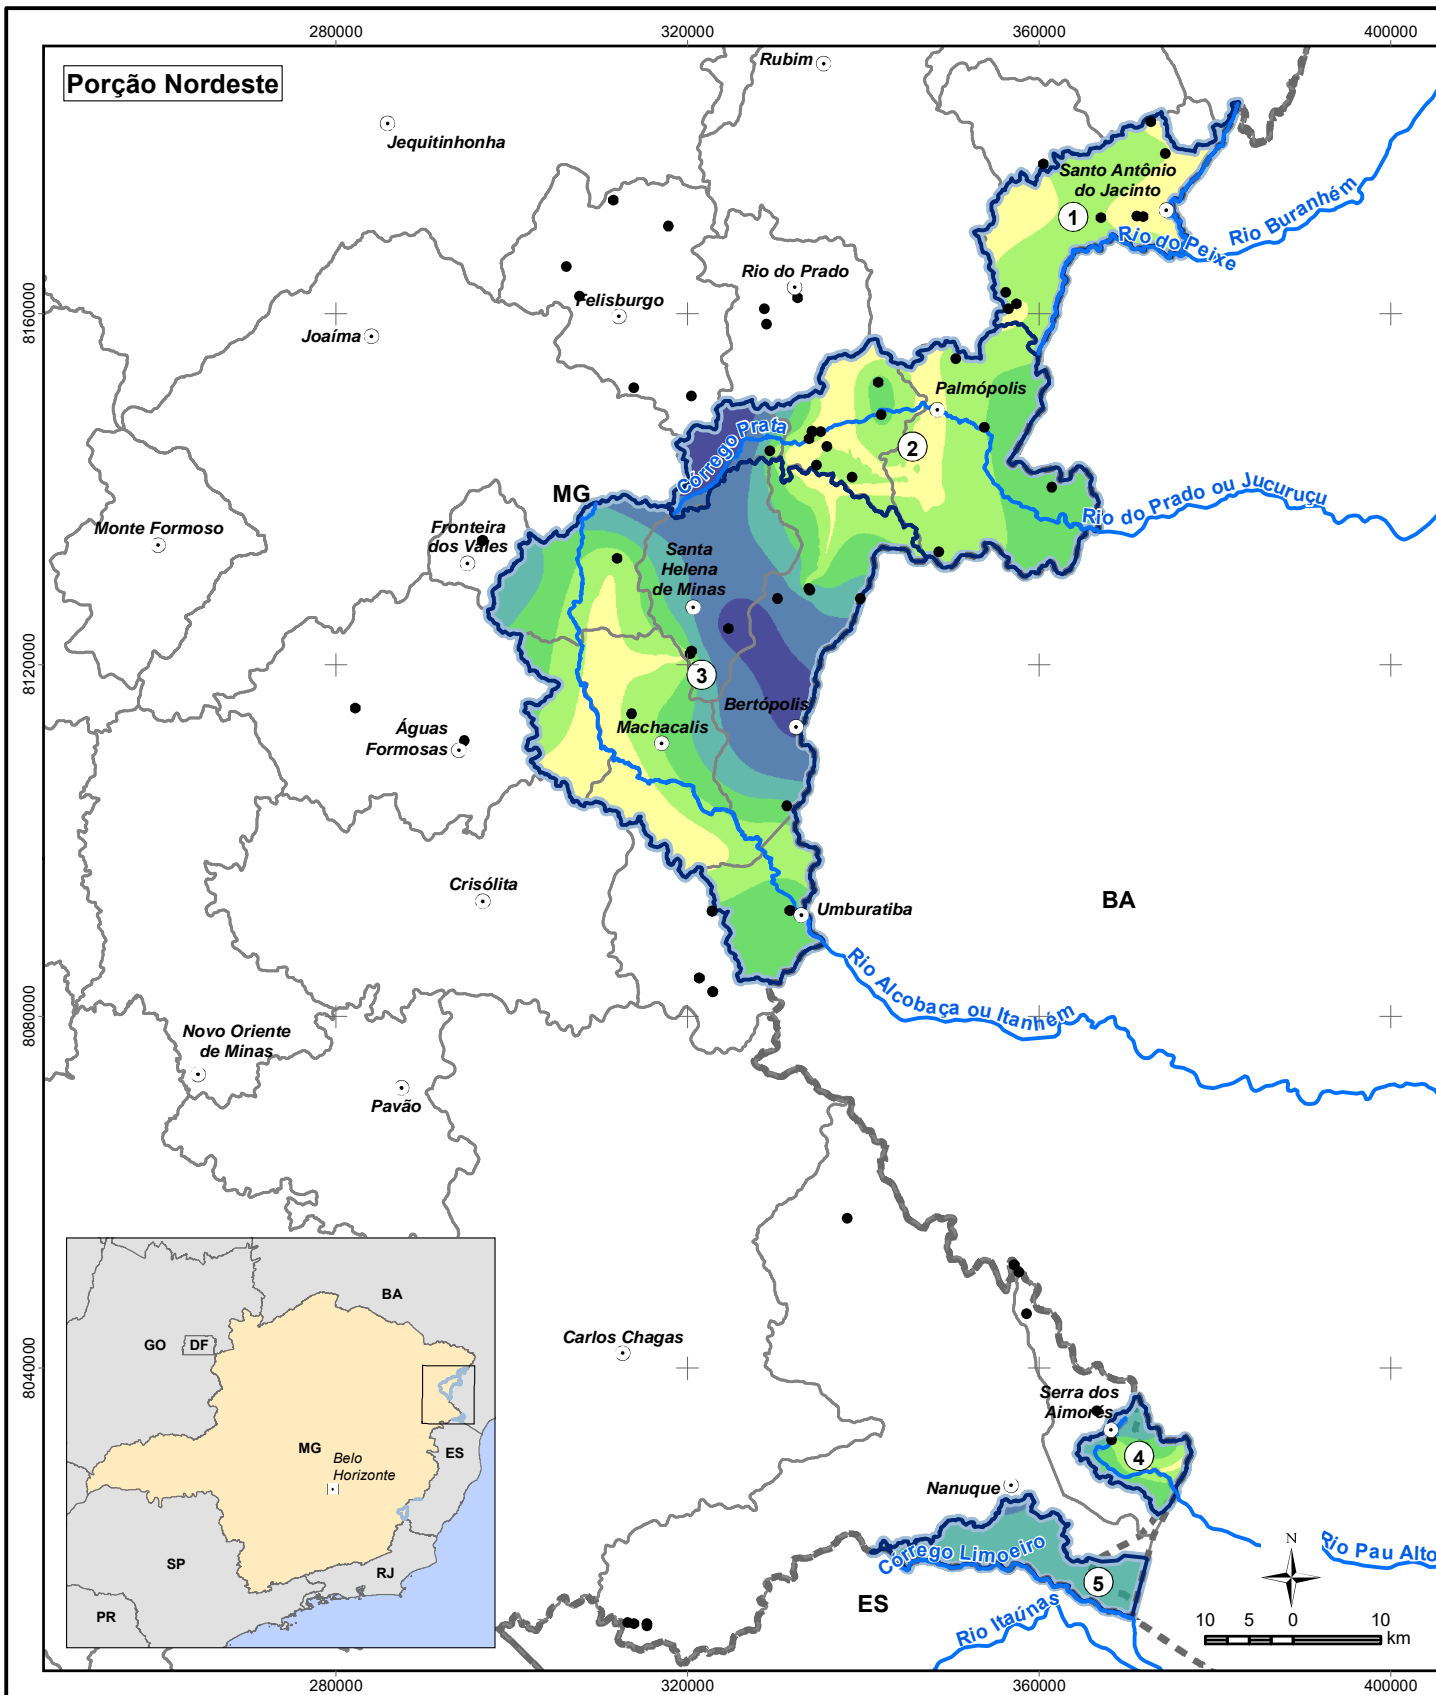 280000
320000
360000
400000
Porção Nordeste
Rubim
Jequitinhonha
Santo Antônio
do Jacinto
1
Rio Buranhém
Rio do Peixe
Rio do Prado
Felisburgo
8160000
Joaíma
Palmópolis
Córrego Prata
2
MG
Rio do Prado ou Jucuruçu
Monte Formoso
Fronteira
dos Vales
Santa
Helena
de Minas
8120000
3
Bertópolis
Machacalis
Águas
Formosas
Crisólita
BA
Umburatiba
Rio Alcobaça ou Itanhém
8080000
Novo Oriente
de Minas
Pavão
BA
GO
DF
MG
Belo
Horizonte
ES
SP
RJ
PR
8040000
Carlos Chagas
Serra dos
Aimorés
4
Nanuque
Córrego Limoeiro
5
ES
Rio Itaúnas
N
Rio Pau Alto
10
5
0
10
km
280000
320000
360000
400000